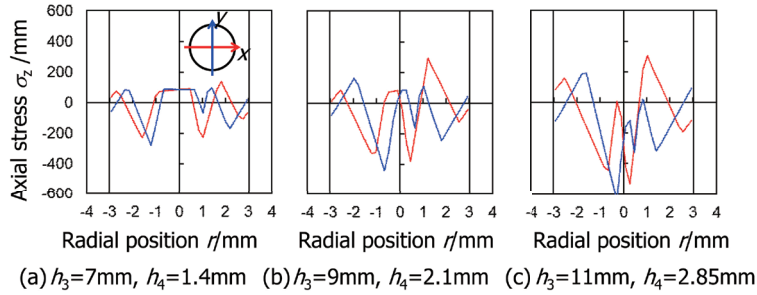 Axial stress σz /mm
600
400
200
0
-200
-400
-600
y
x
-4 -3 -2 -1 0 1 2 3 4
-4 -3 -2 -1 0 1 2 3 4
-4 -3 -2 -1 0 1 2 3 4
Radial position r/mm
Radial position r/mm
Radial position r/mm
(a) h3=7mm, h4=1.4mm
(b) h3=9mm, h4=2.1mm
(c) h3=11mm, h4=2.85mm